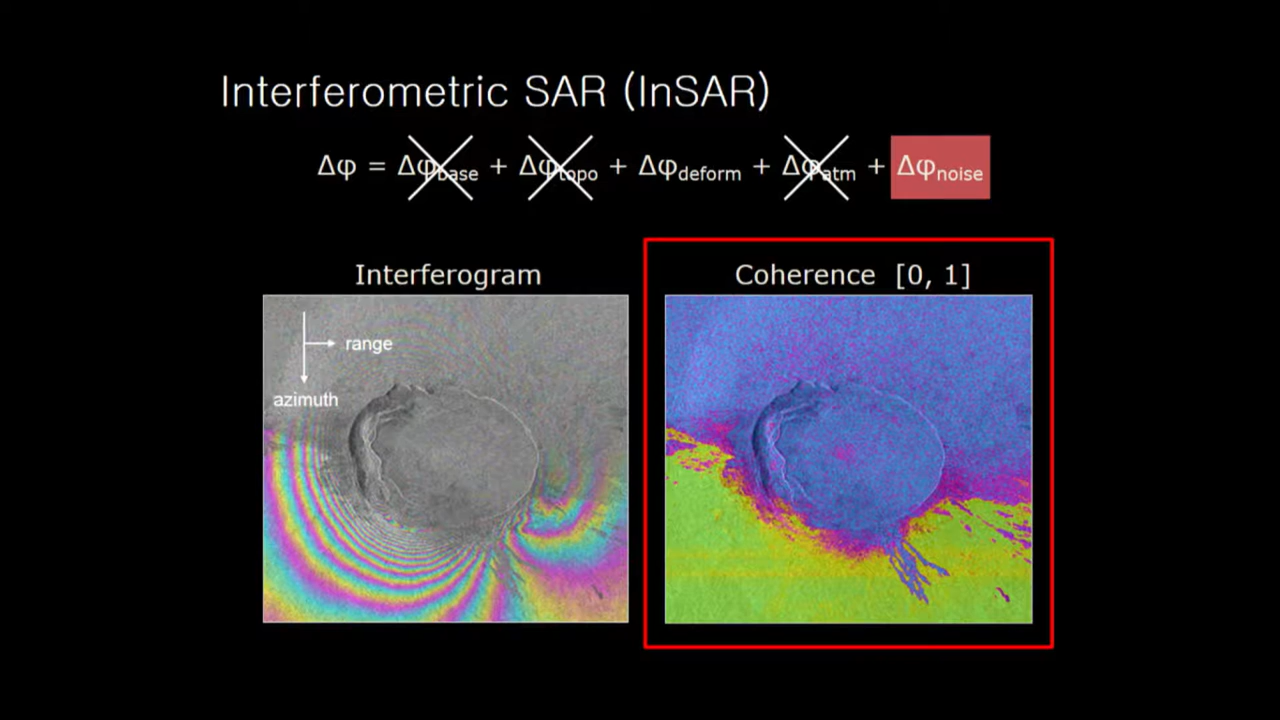 Interferometric SAR (InSAR)
Δφ = Δφbase + Δφtopo + Δφdeform + Δφatm + Δφnoise
Interferogram
Coherence [0, 1]
range
azimuth